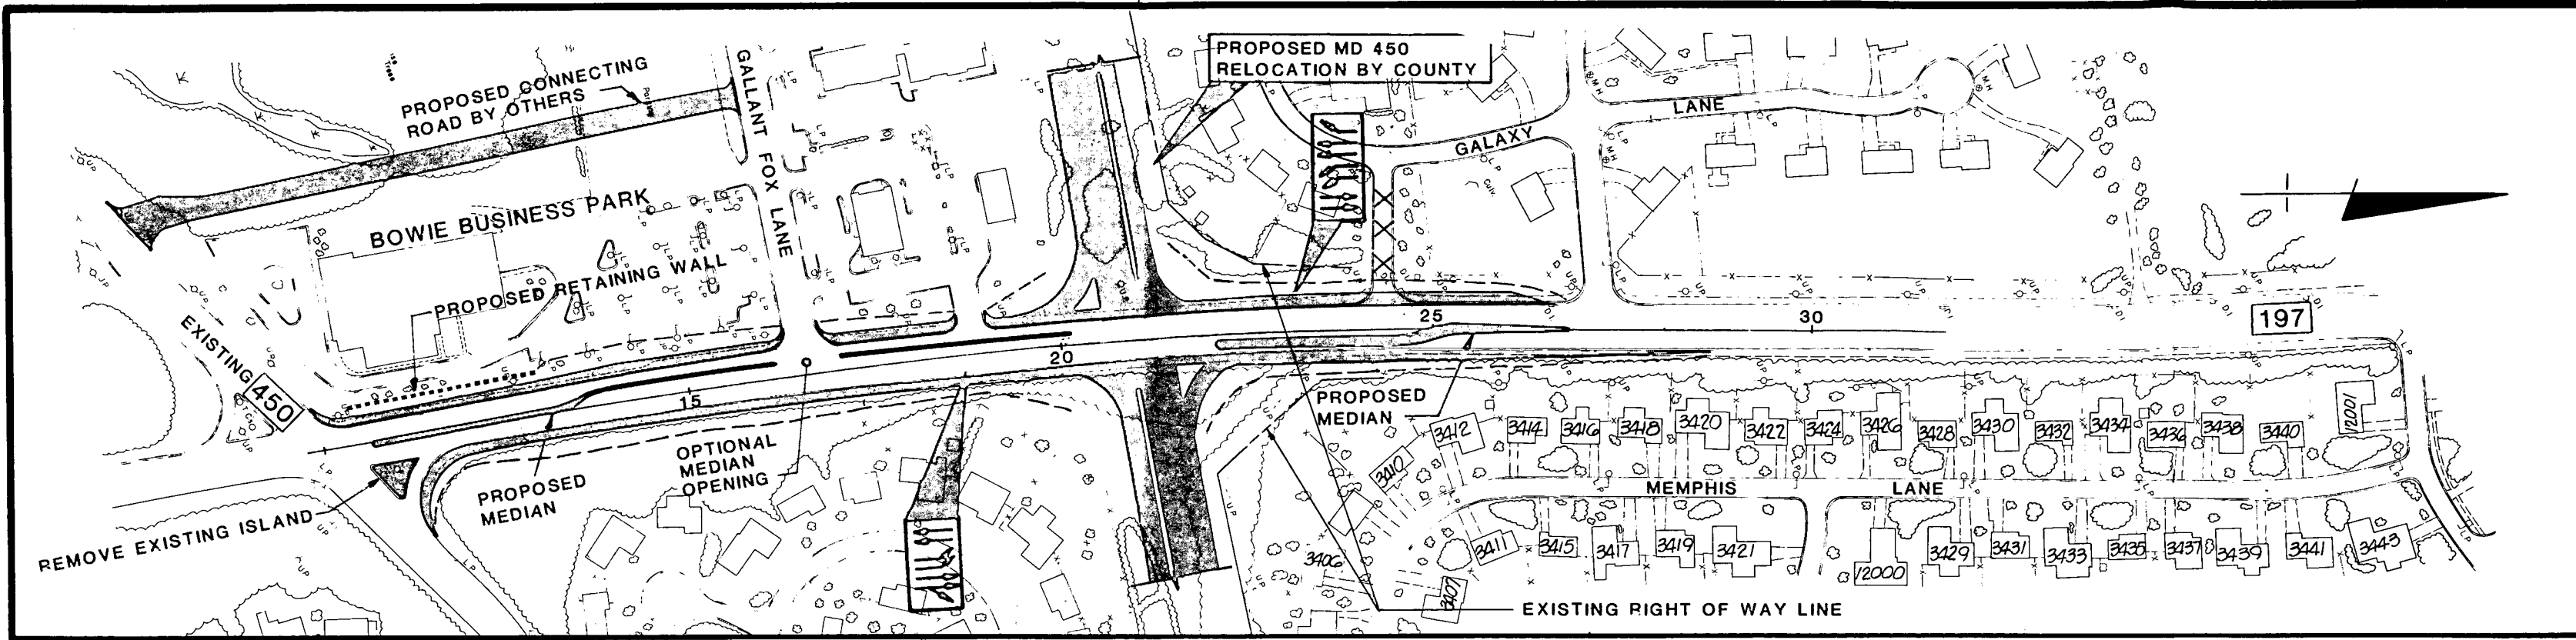 PROPOSED MD 450
RELOCATION BY COUNTY
PROPOSED CONNECTING
ROAD BY OTHERS
GALLANT FOX LANE
LANE
GALAXY
BOWIE BUSINESS PARK
PROPOSED RETAINING WALL
EXISTING
450
197
15
20
25
30
PROPOSED
MEDIAN
OPTIONAL
MEDIAN
OPENING
PROPOSED
MEDIAN
REMOVE EXISTING ISLAND
3412
3414
3416
3418
3420
3422
3424
3426
3428
3430
3432
3434
3436
3438
3440
12001
3410
MEMPHIS LANE
3406
3407
3411
3415
3417
3419
3421
12000
3429
3431
3433
3435
3437
3439
3441
3443
EXISTING RIGHT OF WAY LINE